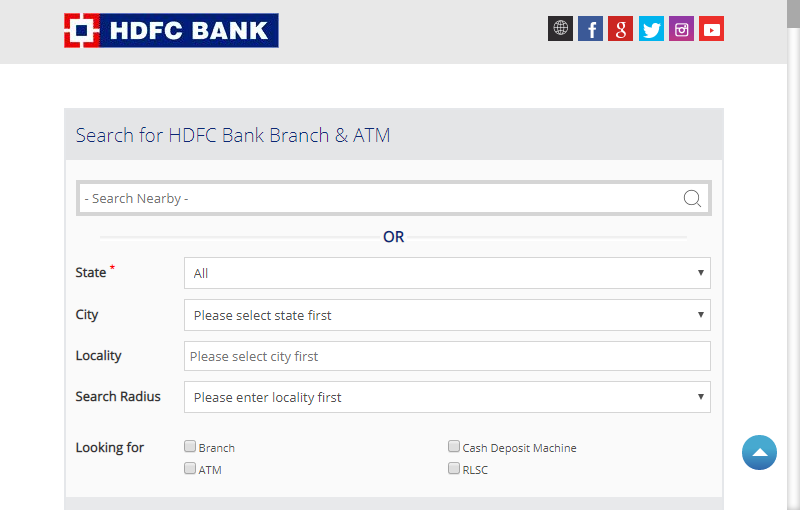 HDFC BANK
Search for HDFC Bank Branch & ATM
- Search Nearby -
OR
State * All
City Please select state first
Locality Please select city first
Search Radius Please enter locality first
Looking for Branch Cash Deposit Machine
ATM RLSC